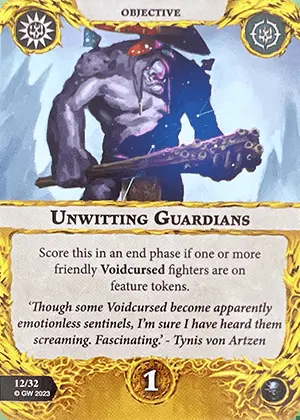 OBJECTIVE
UNWITTING GUARDIANS
Score this in an end phase if one or more
friendly Voidcursed fighters are on
feature tokens.
‘Though some Voidcursed become apparently
emotionless sentinels, I’m sure I have heard them
screaming. Fascinating.’ - Tynis von Artzen
12/32
© GW 2023
1